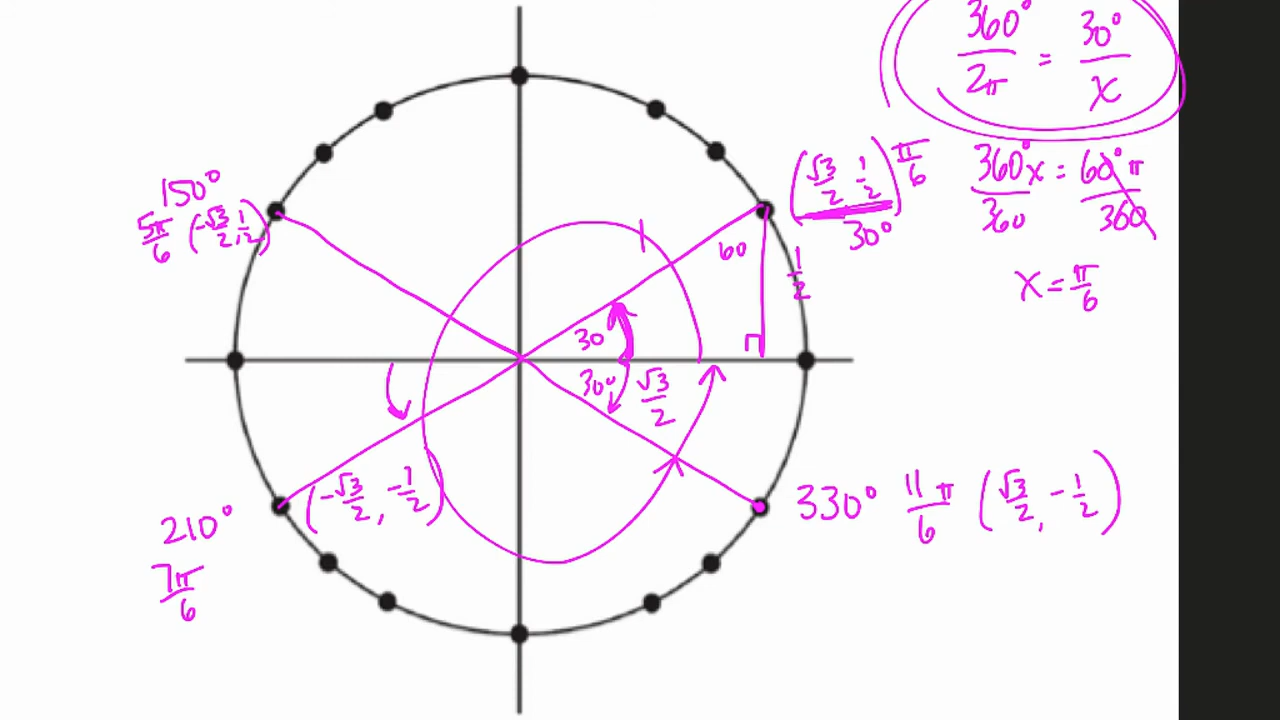 360° / 2π = 30° / x
360°x / 360 = 60°π / 360
x = π/6
(√3/2, 1/2) π/6
30°
60
1/2
30
30°
√3/2
150°
5π/6 (-√3/2, 1/2)
(-√3/2, -1/2)
210°
7π/6
330° 11π/6 (√3/2, -1/2)